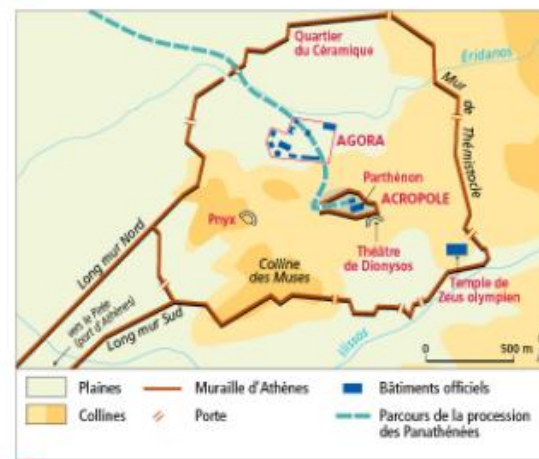 Quartier
du Céramique
Éridanos
Mur de Thémistocle
AGORA
Parthénon
ACROPOLE
Pnyx
Théâtre
de Dionysos
Colline
des Muses
Temple de
Zeus olympien
Long mur Nord
vers le Pirée
(port d'Athènes)
Long mur Sud
Ilissos
0 500 m
Plaines
Muraille d'Athènes
Bâtiments officiels
Collines
Porte
Parcours de la procession
des Panathénées